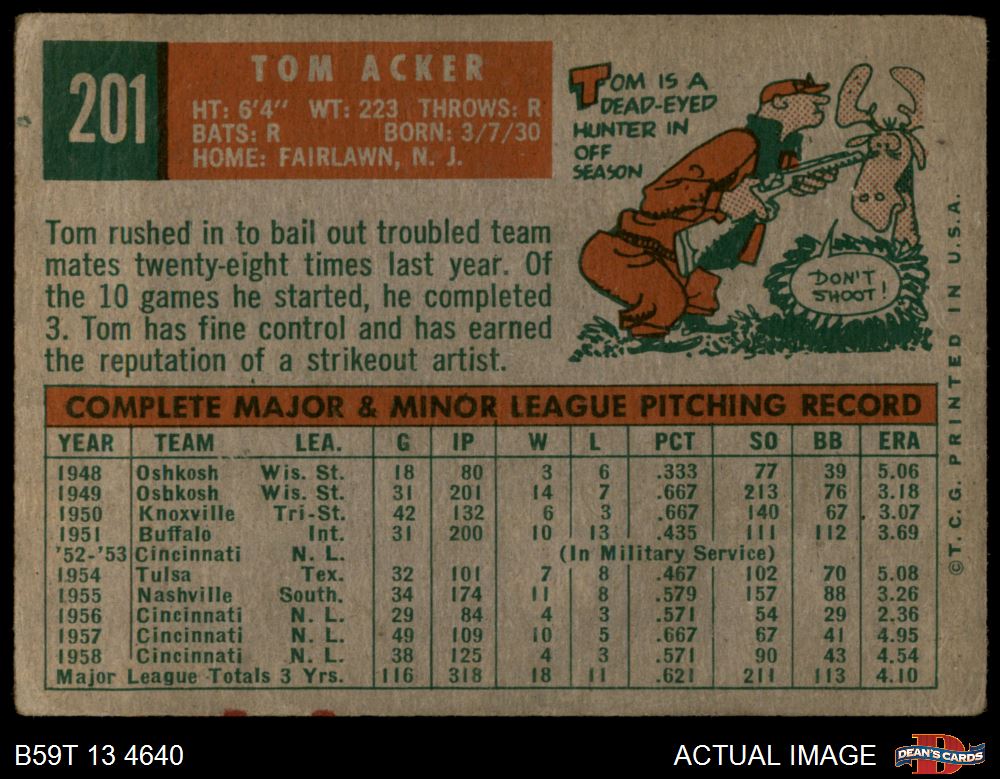 201
TOM ACKER
HT: 6'4" WT: 223 THROWS: R
BATS: R BORN: 3/7/30
HOME: FAIRLAWN, N. J.
TOM IS A
DEAD-EYED
HUNTER IN
OFF
SEASON
DON'T
SHOOT!
Tom rushed in to bail out troubled team
mates twenty-eight times last year. Of
the 10 games he started, he completed
3. Tom has fine control and has earned
the reputation of a strikeout artist.
COMPLETE MAJOR & MINOR LEAGUE PITCHING RECORD
YEAR TEAM LEA. G IP W L PCT SO BB ERA
1948 Oshkosh Wis. St. 18 80 3 6 .333 77 39 5.06
1949 Oshkosh Wis. St. 31 201 14 7 .667 213 76 3.18
1950 Knoxville Tri-St. 42 132 6 3 .667 140 67 3.07
1951 Buffalo Int. 31 200 10 13 .435 111 112 3.69
'52-'53 Cincinnati N. L. (In Military Service)
1954 Tulsa Tex. 32 101 7 8 .467 102 70 5.08
1955 Nashville South. 34 174 11 8 .579 157 88 3.26
1956 Cincinnati N. L. 29 84 4 3 .571 54 29 2.36
1957 Cincinnati N. L. 49 109 10 5 .667 67 41 4.95
1958 Cincinnati N. L. 38 125 4 3 .571 90 43 4.54
Major League Totals 3 Yrs. 116 318 18 11 .621 211 113 4.10
©T. C. G. PRINTED IN U.S.A.
B59T 13 4640
ACTUAL IMAGE
D
DEAN'S CARDS